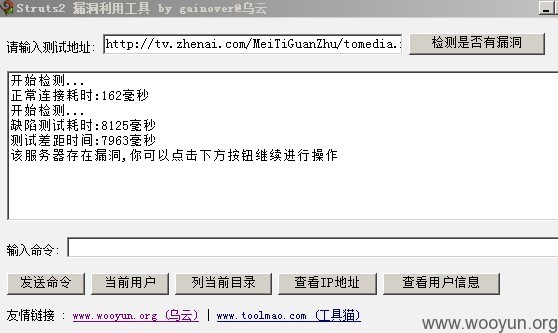 Struts2 漏洞利用工具 by gainover@乌云
请输入测试地址: http://tv.zhenai.com/MeiTiGuanZhu/tomedia. 检测是否有漏洞
开始检测...
正常连接耗时:162毫秒
开始检测...
缺陷测试耗时:8125毫秒
测试差距时间:7963毫秒
该服务器存在漏洞,你可以点击下方按钮继续进行操作
输入命令:
发送命令 当前用户 列当前目录 查看IP地址 查看用户信息
友情链接 : www.wooyun.org (乌云) | www.toolmao.com (工具猫)
www.wooyun.org